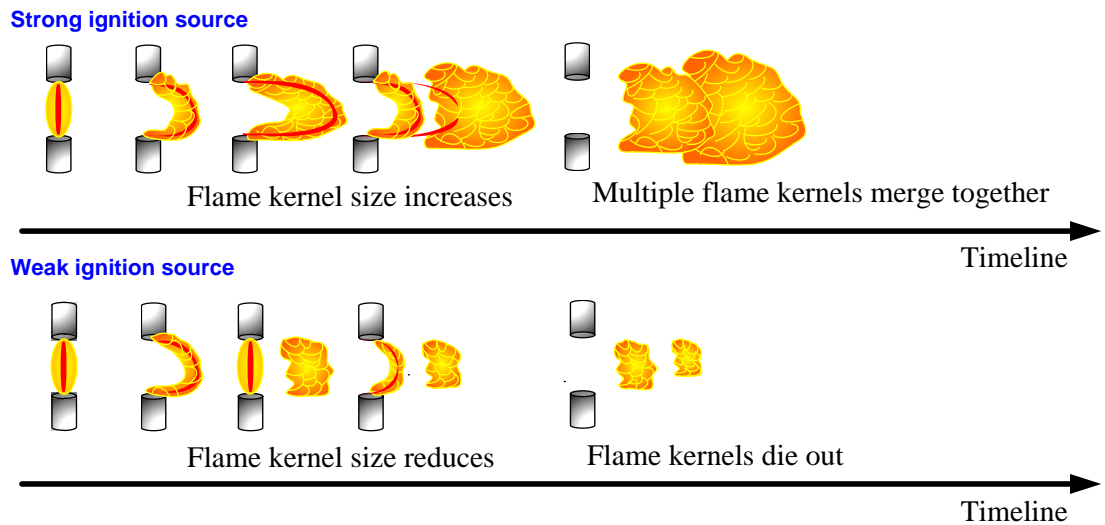 Strong ignition source
Flame kernel size increases
Multiple flame kernels merge together
Timeline
Weak ignition source
Flame kernel size reduces
Flame kernels die out
Timeline